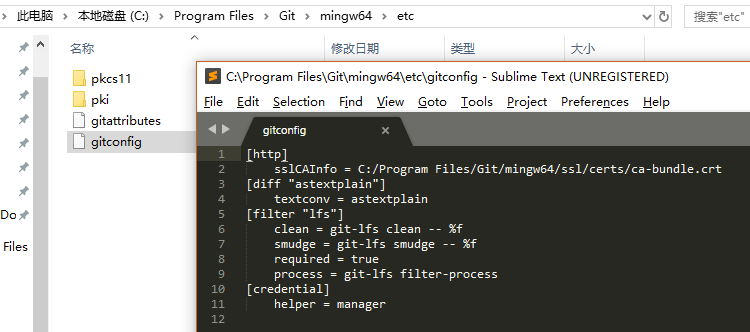 此电脑 › 本地磁盘 (C:) › Program Files › Git › mingw64 › etc
搜索"etc"
名称 修改日期 类型 大小
pkcs11
pki
gitattributes
gitconfig
Do
Files
C:\Program Files\Git\mingw64\etc\gitconfig - Sublime Text (UNREGISTERED)
File Edit Selection Find View Goto Tools Project Preferences Help
gitconfig ×
1 [http]
2 sslCAInfo = C:/Program Files/Git/mingw64/ssl/certs/ca-bundle.crt
3 [diff "astextplain"]
4 textconv = astextplain
5 [filter "lfs"]
6 clean = git-lfs clean -- %f
7 smudge = git-lfs smudge -- %f
8 required = true
9 process = git-lfs filter-process
10 [credential]
11 helper = manager
12